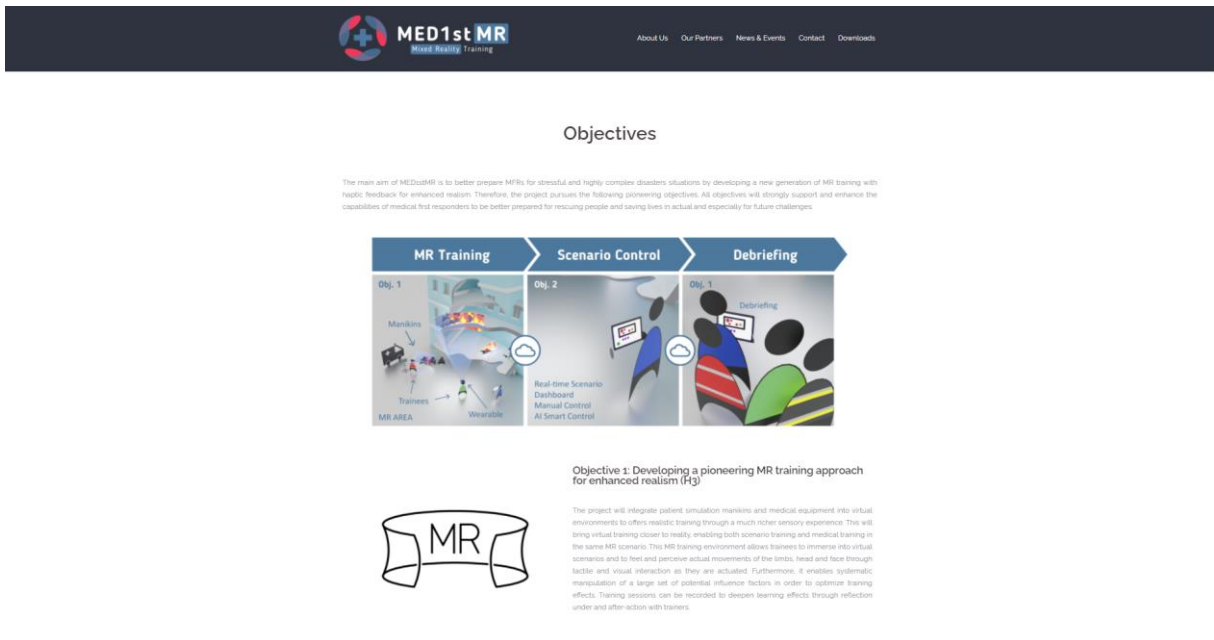 MED1stMR
Mixed Reality Training
About Us Our Partners News & Events Contact Downloads
Objectives
The main aim of MED1stMR is to better prepare MFRs for stressful and highly complex disasters situations by developing a new generation of MR training with
haptic feedback for enhanced realism. Therefore, the project pursues the following pioneering objectives. All objectives will strongly support and enhance the
capabilities of medical first responders to be better prepared for rescuing people and saving lives in actual and especially for future challenges.
MR Training
Scenario Control
Debriefing
Obj. 1
Manikins
Trainees
Wearable
MR AREA
Obj. 2
Real-time Scenario
Dashboard
Manual Control
AI Smart Control
Obj. 1
Debriefing
MR
Objective 1: Developing a pioneering MR training approach
for enhanced realism (H3)
The project will integrate patient simulation manikins and medical equipment into virtual
environments to offers realistic training through a much richer sensory experience. This will
bring virtual training closer to reality, enabling both scenario training and medical training in
the same MR scenario. This MR training environment allows trainees to immerse into virtual
scenarios and to feel and perceive actual movements of the limbs, head and face through
tactile and visual interaction as they are actuated. Furthermore, it enables systematic
manipulation of a large set of potential influence factors in order to optimize training
effects. Training sessions can be recorded to deepen learning effects through reflection
under and after-action with trainers.